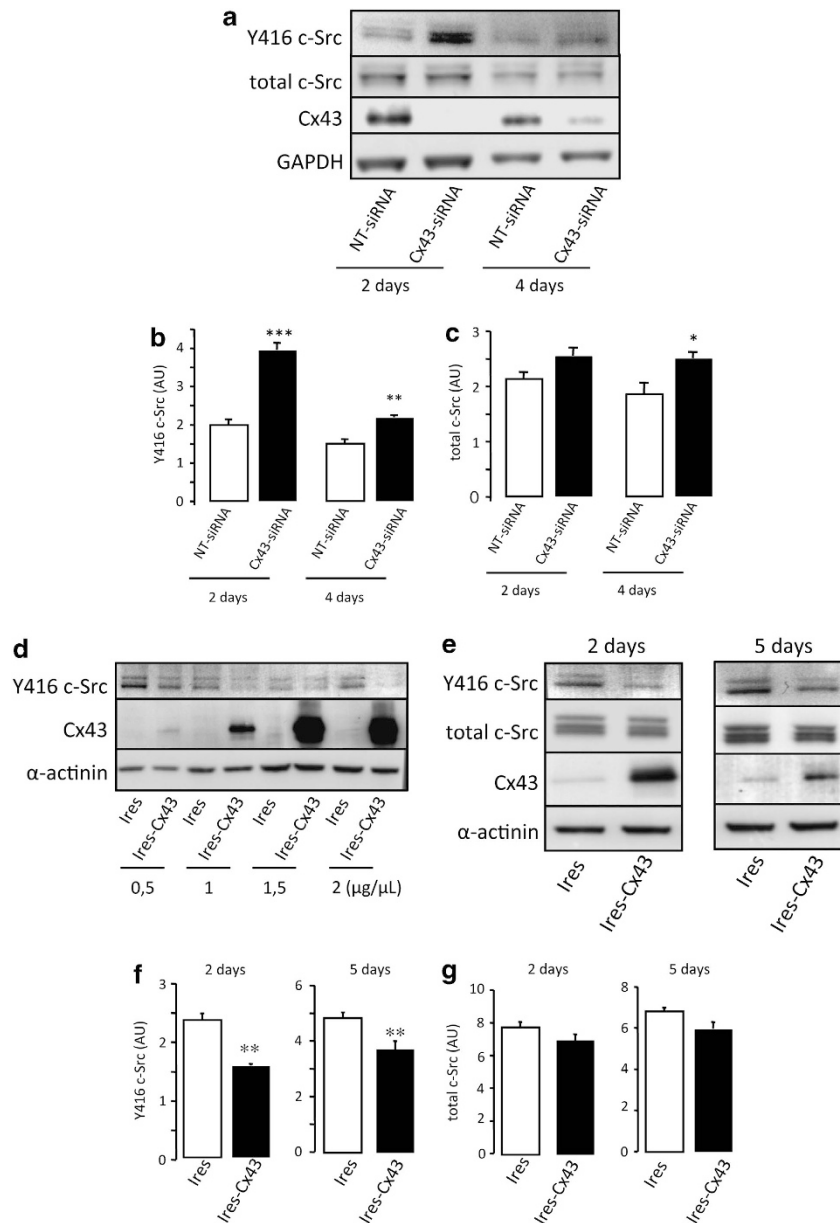 a
Y416 c-Src
total c-Src
Cx43
GAPDH
NT-siRNA
Cx43-siRNA
NT-siRNA
Cx43-siRNA
2 days
4 days
b
Y416 c-Src (AU)
4
3
2
1
0
***
**
NT-siRNA
Cx43-siRNA
NT-siRNA
Cx43-siRNA
2 days
4 days
c
total c-Src (AU)
3
2
1
0
*
NT-siRNA
Cx43-siRNA
NT-siRNA
Cx43-siRNA
2 days
4 days
d
Y416 c-Src
Cx43
α-actinin
Ires
Ires-Cx43
Ires
Ires-Cx43
Ires
Ires-Cx43
Ires
Ires-Cx43
0,5
1
1,5
2 (µg/µL)
e
2 days
5 days
Y416 c-Src
total c-Src
Cx43
α-actinin
Ires
Ires-Cx43
Ires
Ires-Cx43
f
2 days
5 days
Y416 c-Src (AU)
3
2
1
0
**
6
4
2
0
**
Ires
Ires-Cx43
Ires
Ires-Cx43
g
2 days
5 days
total c-Src (AU)
10
8
6
4
2
0
8
6
4
2
0
Ires
Ires-Cx43
Ires
Ires-Cx43